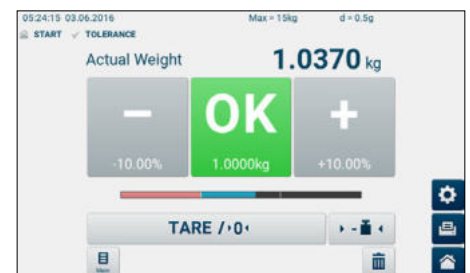 05:24:15 03.06.2016 Max = 15kg d = 0.5g
START TOLERANCE
Actual Weight 1.0370 kg
− OK +
-10.00% 1.0000kg +10.00%
TARE / ›0‹
Mem